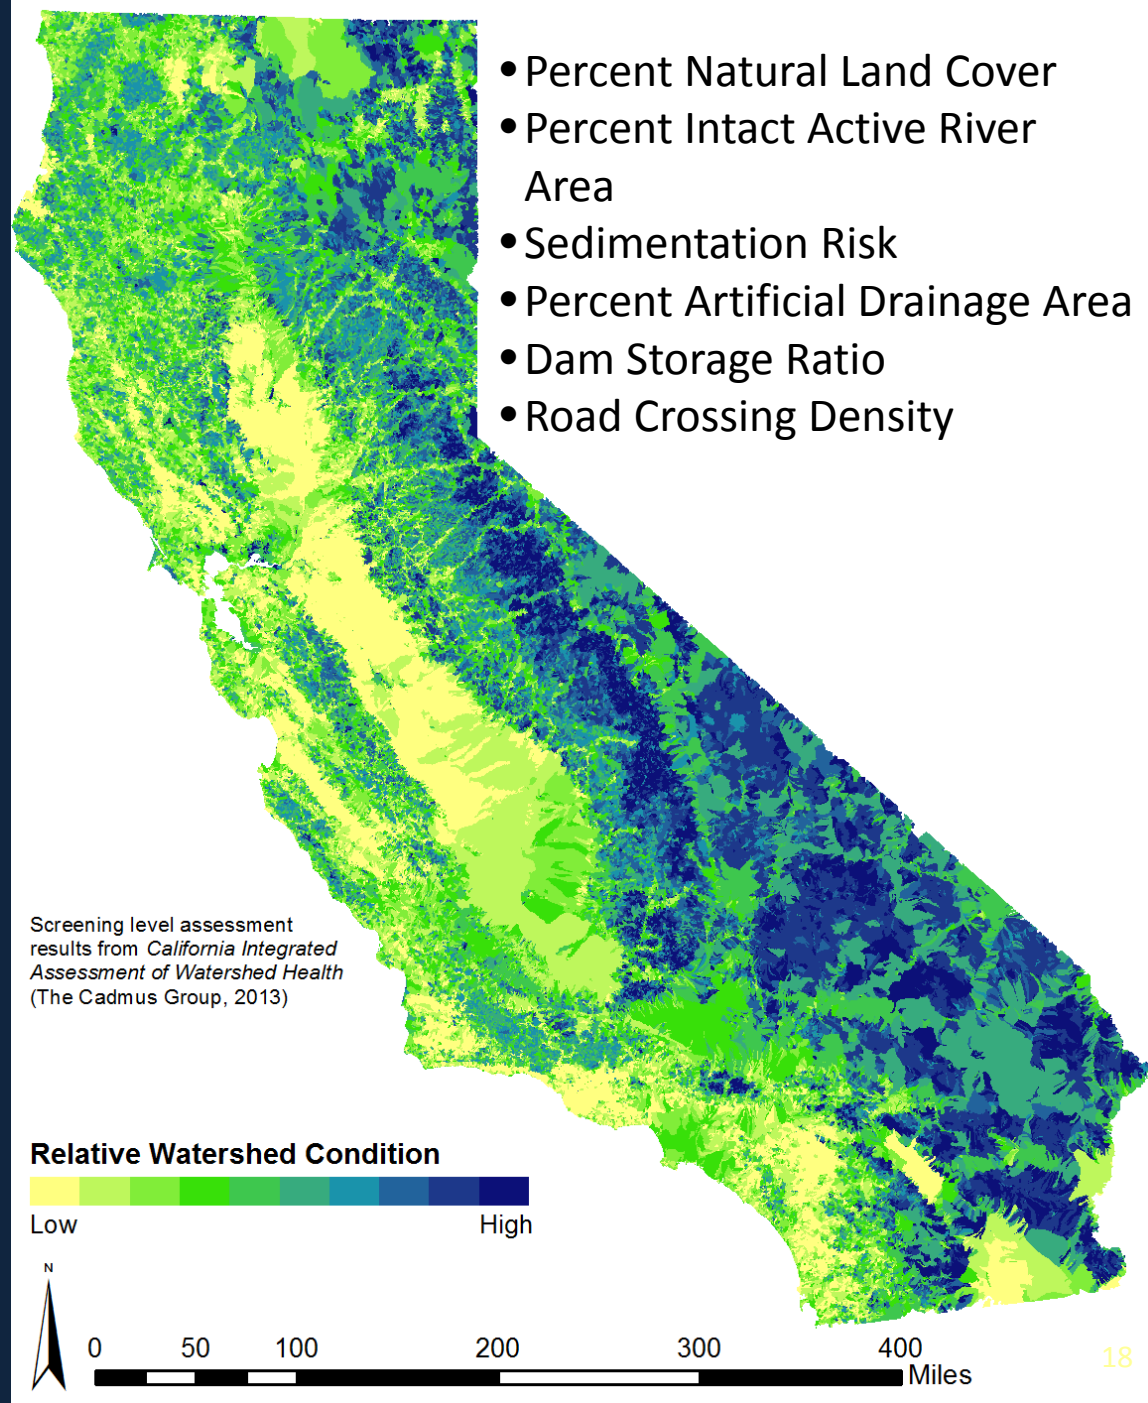 • Percent Natural Land Cover
• Percent Intact Active River
Area
• Sedimentation Risk
• Percent Artificial Drainage Area
• Dam Storage Ratio
• Road Crossing Density
Screening level assessment
results from California Integrated
Assessment of Watershed Health
(The Cadmus Group, 2013)
Relative Watershed Condition
Low High
N
0 50 100 200 300 400
Miles
18